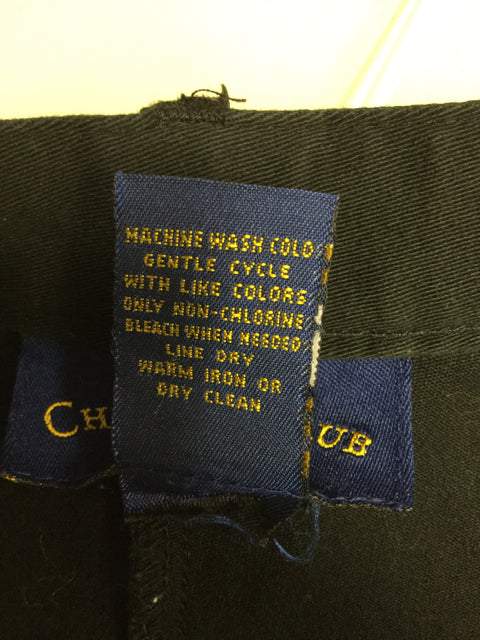 MACHINE WASH COLD
GENTLE CYCLE
WITH LIKE COLORS
ONLY NON-CHLORINE
BLEACH WHEN NEEDED
LINE DRY
WARM IRON OR
DRY CLEAN
CH UB